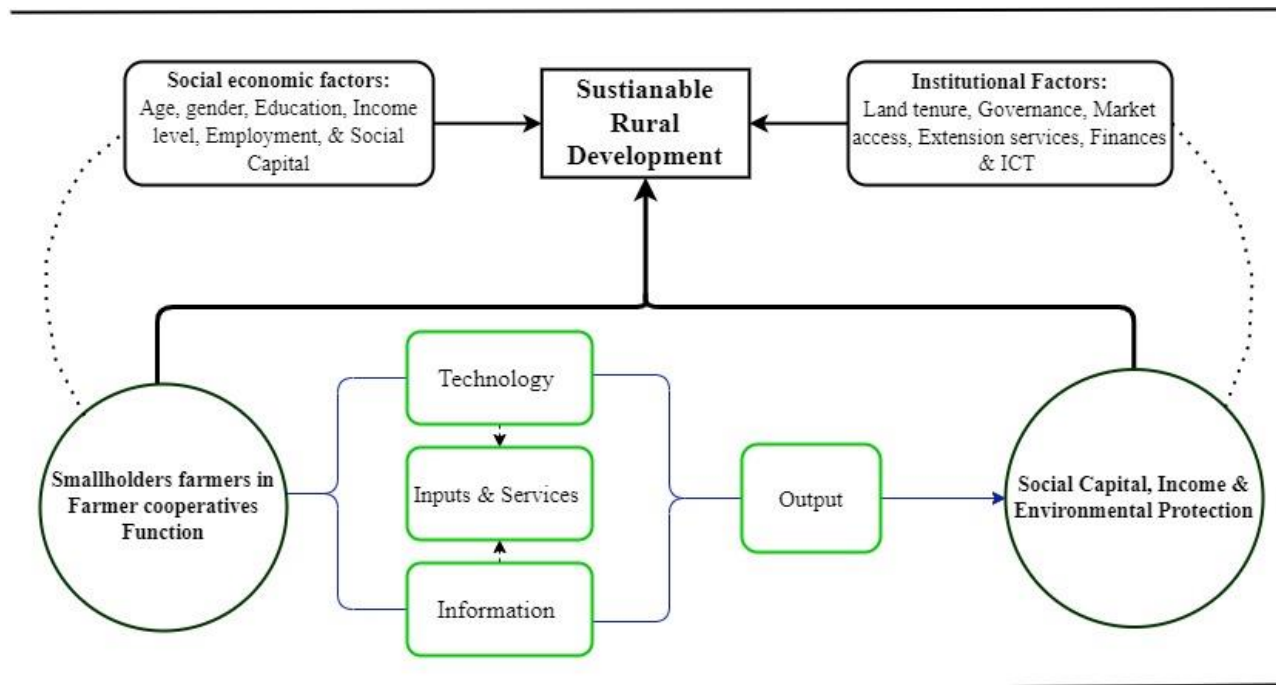 Social economic factors:
Age, gender, Education, Income
level, Employment, & Social
Capital
Sustianable
Rural
Development
Institutional Factors:
Land tenure, Governance, Market
access, Extension services, Finances
& ICT
Technology
Smallholders farmers in
Farmer cooperatives
Function
Inputs & Services
Output
Social Capital, Income &
Environmental Protection
Information